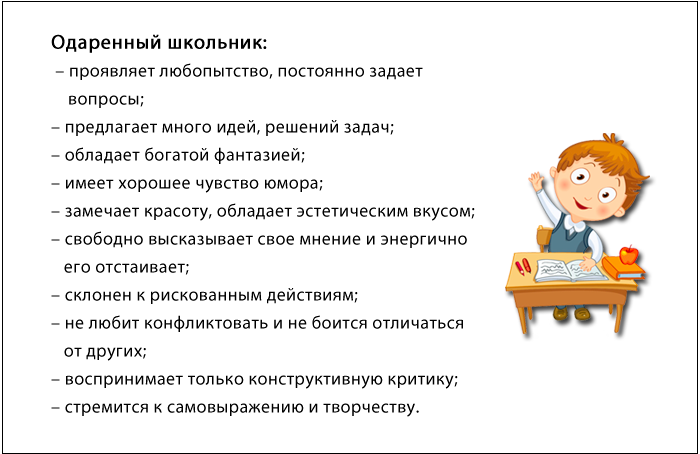 Одаренный школьник:
– проявляет любопытство, постоянно задает
вопросы;
– предлагает много идей, решений задач;
– обладает богатой фантазией;
– имеет хорошее чувство юмора;
– замечает красоту, обладает эстетическим вкусом;
– свободно высказывает свое мнение и энергично
его отстаивает;
– склонен к рискованным действиям;
– не любит конфликтовать и не боится отличаться
от других;
– воспринимает только конструктивную критику;
– стремится к самовыражению и творчеству.